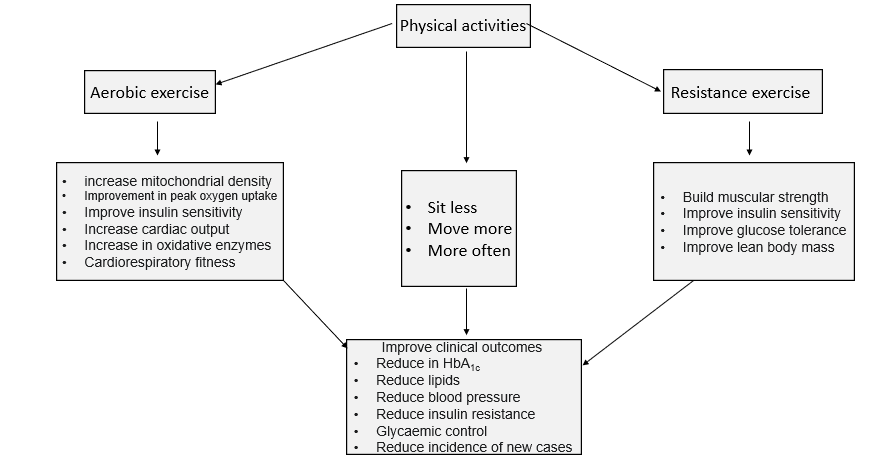 Physical activities
Aerobic exercise
Resistance exercise
• increase mitochondrial density
• Improvement in peak oxygen uptake
• Improve insulin sensitivity
• Increase cardiac output
• Increase in oxidative enzymes
• Cardiorespiratory fitness
• Sit less
• Move more
• More often
• Build muscular strength
• Improve insulin sensitivity
• Improve glucose tolerance
• Improve lean body mass
Improve clinical outcomes
• Reduce in HbA1c
• Reduce lipids
• Reduce blood pressure
• Reduce insulin resistance
• Glycaemic control
• Reduce incidence of new cases